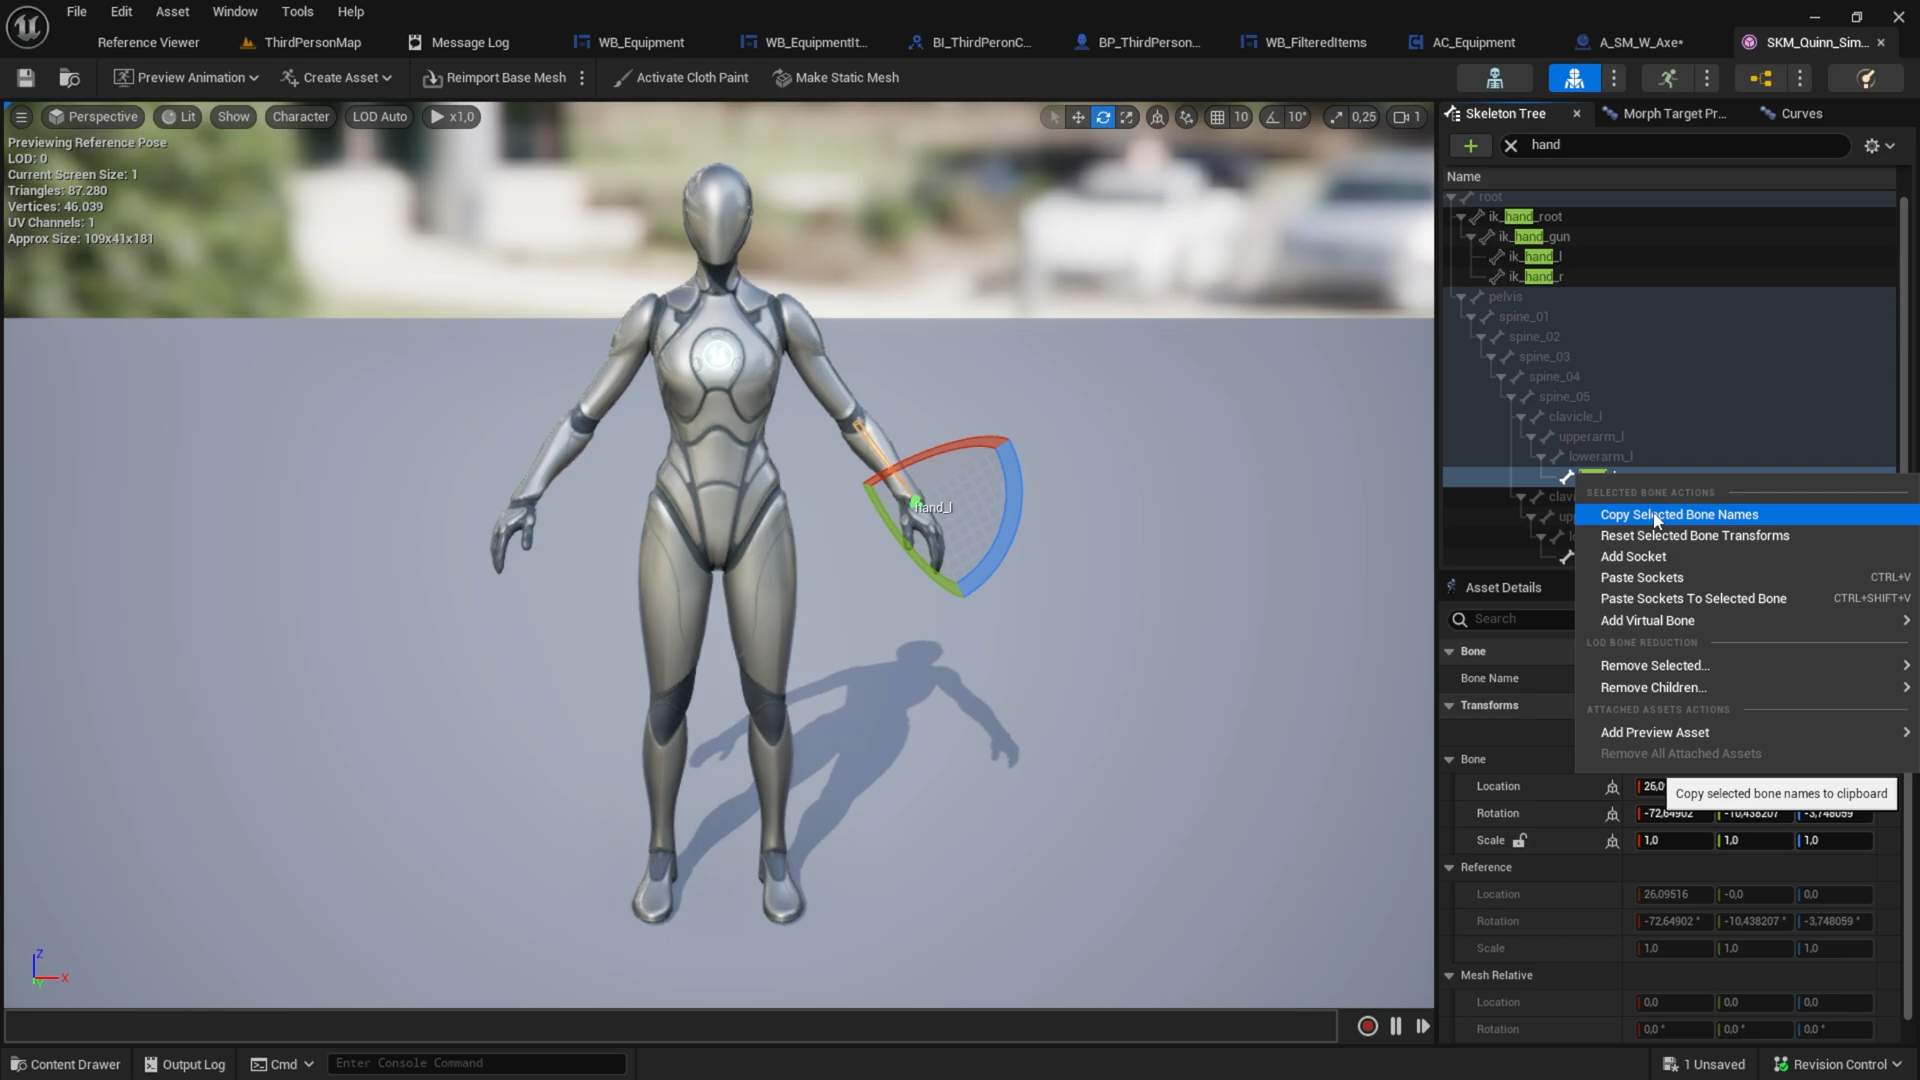 File Edit Asset Window Tools Help
Reference Viewer ThirdPersonMap Message Log WB_Equipment WB_EquipmentIt... BI_ThirdPeronC... BP_ThirdPerson... WB_FilteredItems AC_Equipment A_SM_W_Axe* SKM_Quinn_Sim...
Preview Animation Create Asset Reimport Base Mesh Activate Cloth Paint Make Static Mesh
Perspective Lit Show Character LOD Auto x1,0 10 10° 0,25 1
Previewing Reference Pose
LOD: 0
Current Screen Size: 1
Triangles: 87.280
Vertices: 46.039
UV Channels: 1
Approx Size: 109x41x181
hand_l
Z
X
Y
Skeleton Tree Morph Target Pr... Curves
hand
Name
root
ik_hand_root
ik_hand_gun
ik_hand_l
ik_hand_r
pelvis
spine_01
spine_02
spine_03
spine_04
spine_05
clavicle_l
upperarm_l
lowerarm_l
SELECTED BONE ACTIONS
Copy Selected Bone Names
Reset Selected Bone Transforms
Add Socket
Paste Sockets CTRL+V
Paste Sockets To Selected Bone CTRL+SHIFT+V
Add Virtual Bone
LOD BONE REDUCTION
Remove Selected...
Remove Children...
ATTACHED ASSETS ACTIONS
Add Preview Asset
Remove All Attached Assets
Copy selected bone names to clipboard
Asset Details
Search
Bone
Bone Name
Transforms
Bone
Location 26,0
Rotation -72,64902 -10,438207 -3,748059
Scale 1,0 1,0 1,0
Reference
Location 26,09516 -0,0 0,0
Rotation -72,64902 ° -10,438207 ° -3,748059 °
Scale 1,0 1,0 1,0
Mesh Relative
Location 0,0 0,0 0,0
Rotation 0,0 ° 0,0 ° 0,0 °
Content Drawer Output Log Cmd Enter Console Command 1 Unsaved Revision Control